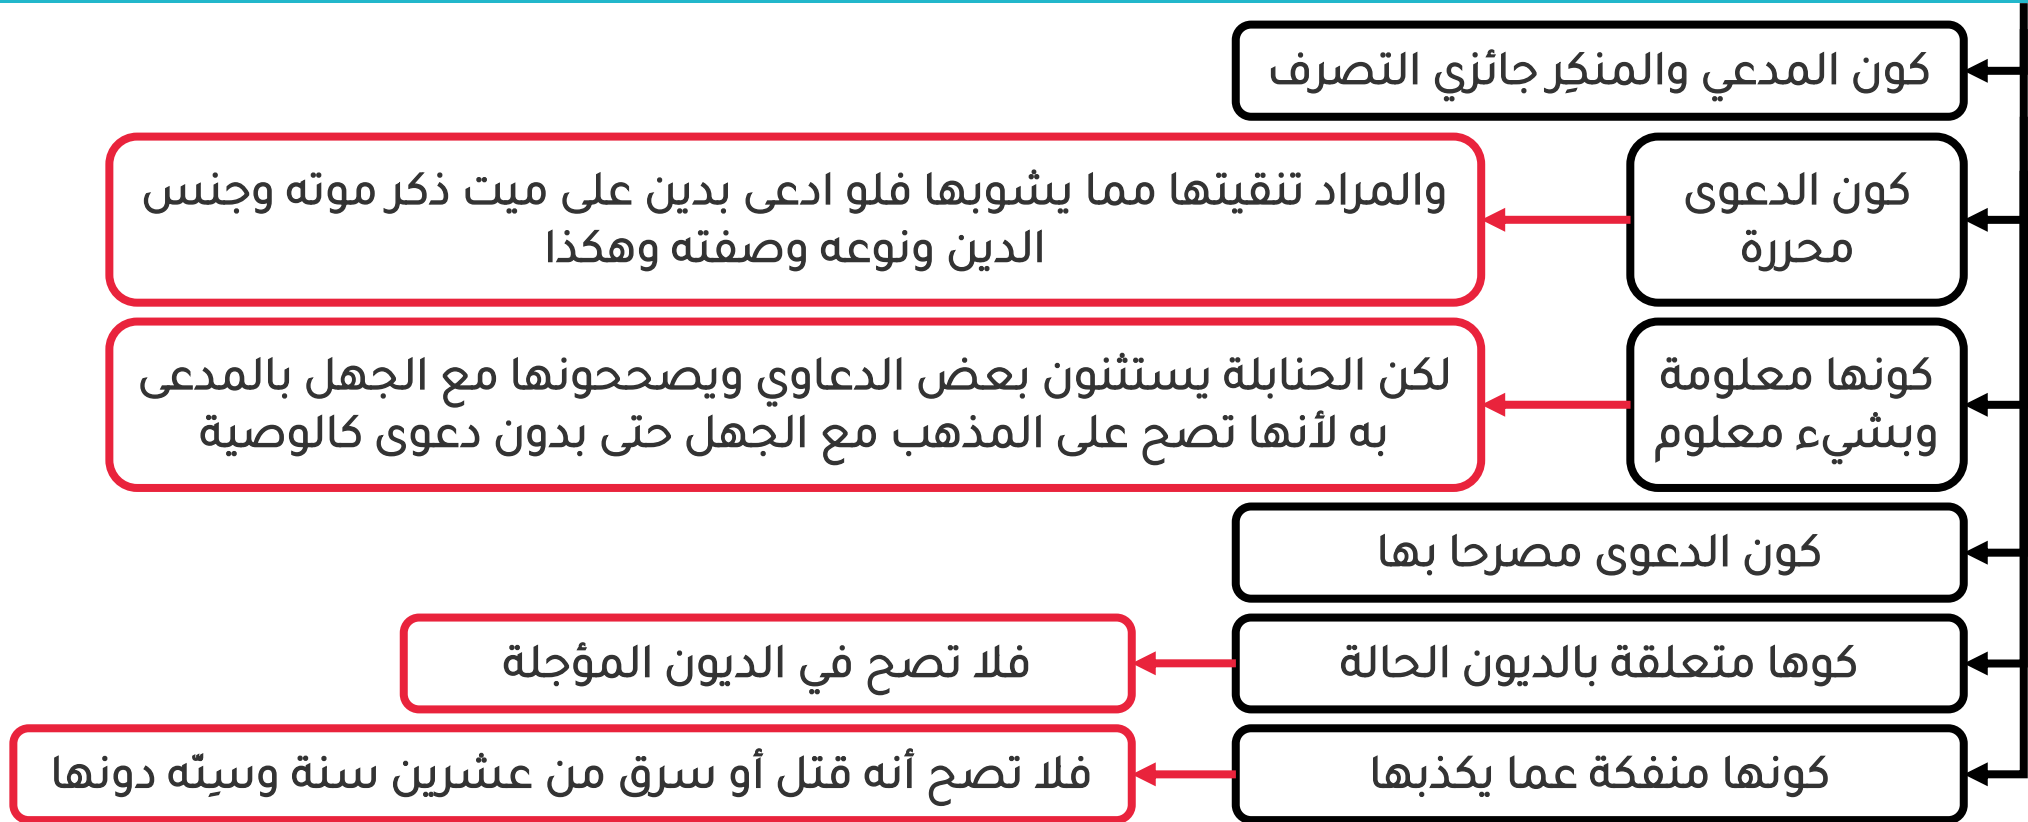 كون المدعي والمنكِر جائزي التصرف
كون الدعوى
محررة
والمراد تنقيتها مما يشوبها فلو ادعى بدين على ميت ذكر موته وجنس
الدين ونوعه وصفته وهكذا
كونها معلومة
وبشيء معلوم
لكن الحنابلة يستثنون بعض الدعاوي ويصححونها مع الجهل بالمدعى
به لأنها تصح على المذهب مع الجهل حتى بدون دعوى كالوصية
كون الدعوى مصرحا بها
كوها متعلقة بالديون الحالة
فلا تصح في الديون المؤجلة
كونها منفكة عما يكذبها
فلا تصح أنه قتل أو سرق من عشرين سنة وسِنّه دونها